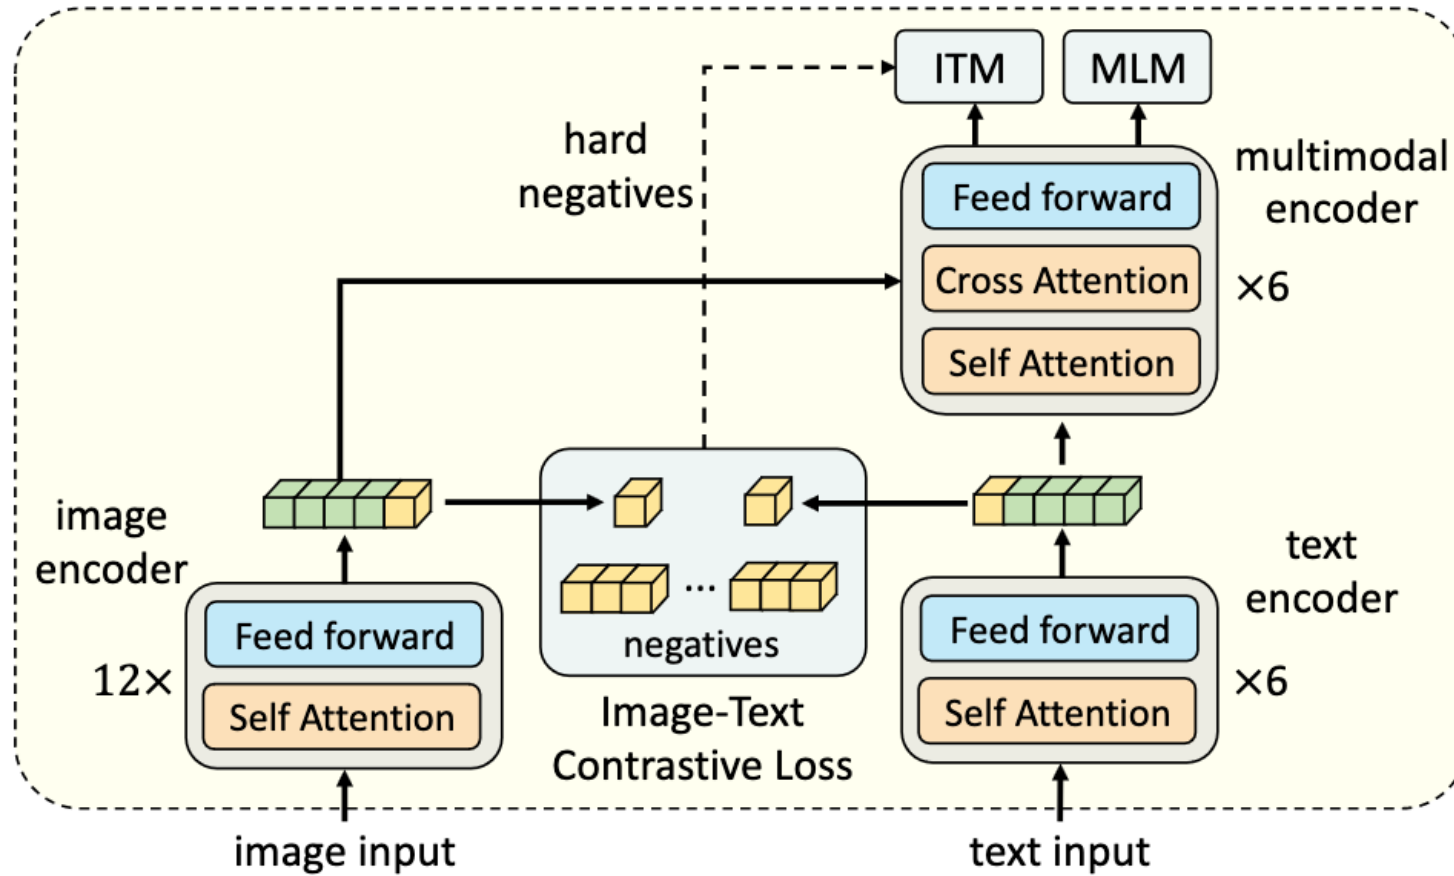 ITM
MLM
hard
negatives
multimodal
encoder
Feed forward
Cross Attention
×6
Self Attention
image
encoder
Feed forward
12×
Self Attention
...
negatives
Image-Text
Contrastive Loss
text
encoder
Feed forward
×6
Self Attention
image input
text input